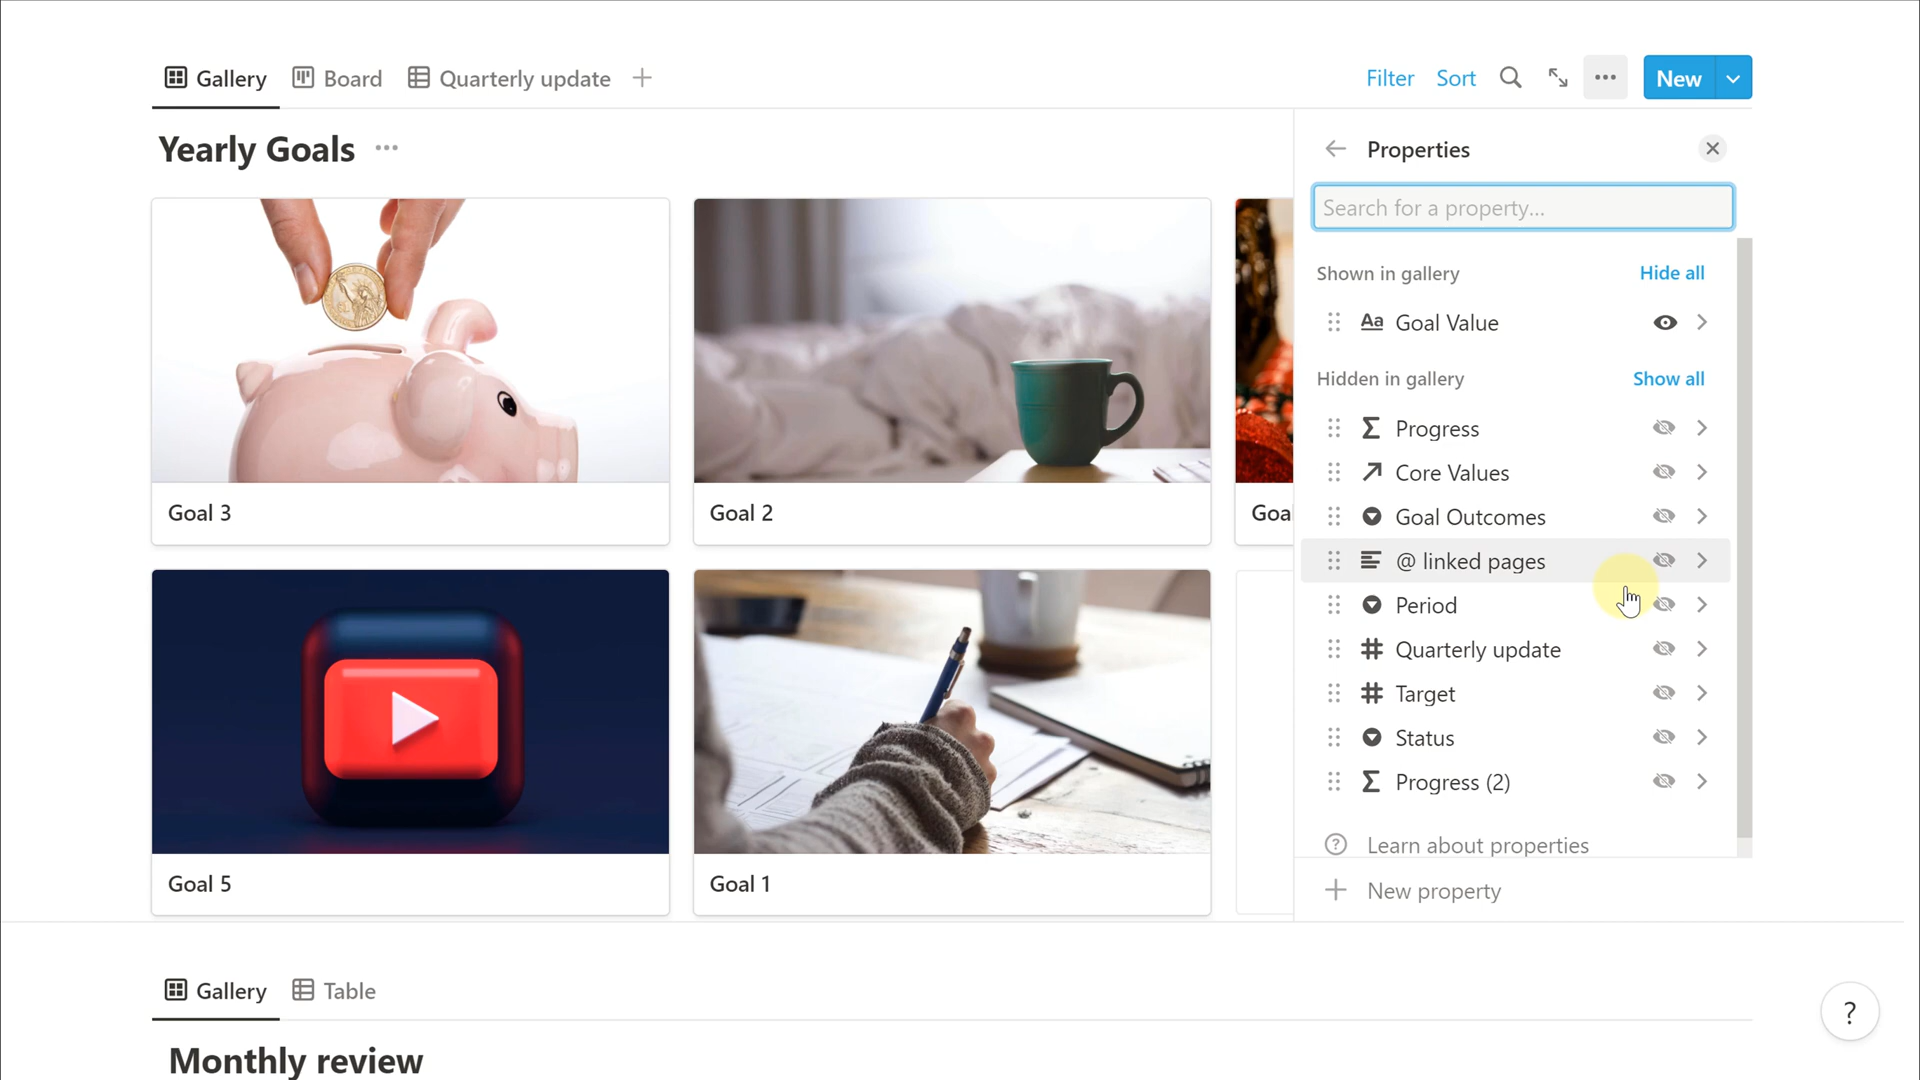 Gallery Board Quarterly update
Filter Sort New
Yearly Goals
Properties
Search for a property...
Shown in gallery Hide all
Aa Goal Value
Hidden in gallery Show all
Progress
Core Values
Goal Outcomes
@ linked pages
Period
Quarterly update
Target
Status
Progress (2)
Learn about properties
New property
Goal 3
Goal 2
Goal
Goal 5
Goal 1
Gallery Table
Monthly review
?